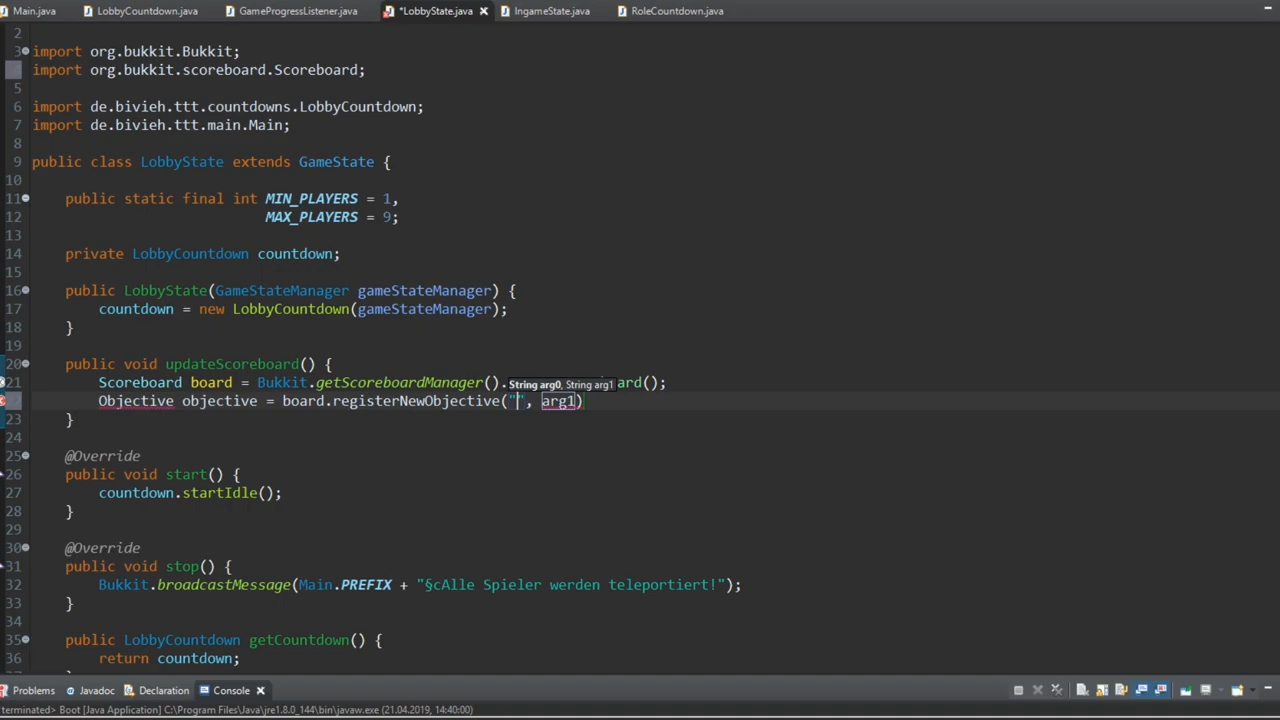 Main.java LobbyCountdown.java GameProgressListener.java *LobbyState.java IngameState.java RoleCountdown.java
2
3 import org.bukkit.Bukkit;
import org.bukkit.scoreboard.Scoreboard;
5
6 import de.bivieh.ttt.countdowns.LobbyCountdown;
7 import de.bivieh.ttt.main.Main;
8
9 public class LobbyState extends GameState {
10
11 public static final int MIN_PLAYERS = 1,
12 MAX_PLAYERS = 9;
13
14 private LobbyCountdown countdown;
15
16 public LobbyState(GameStateManager gameStateManager) {
17 countdown = new LobbyCountdown(gameStateManager);
18 }
19
20 public void updateScoreboard() {
21 Scoreboard board = Bukkit.getScoreboardManager().ard();
String arg0, String arg1
Objective objective = board.registerNewObjective("", arg1)
23 }
24
25 @Override
26 public void start() {
27 countdown.startIdle();
28 }
29
30 @Override
31 public void stop() {
32 Bukkit.broadcastMessage(Main.PREFIX + "§cAlle Spieler werden teleportiert!");
33 }
34
35 public LobbyCountdown getCountdown() {
36 return countdown;
Problems Javadoc Declaration Console
terminated> Boot [Java Application] C:\Program Files\Java\jre1.8.0_144\bin\javaw.exe (21.04.2019, 14:40:00)